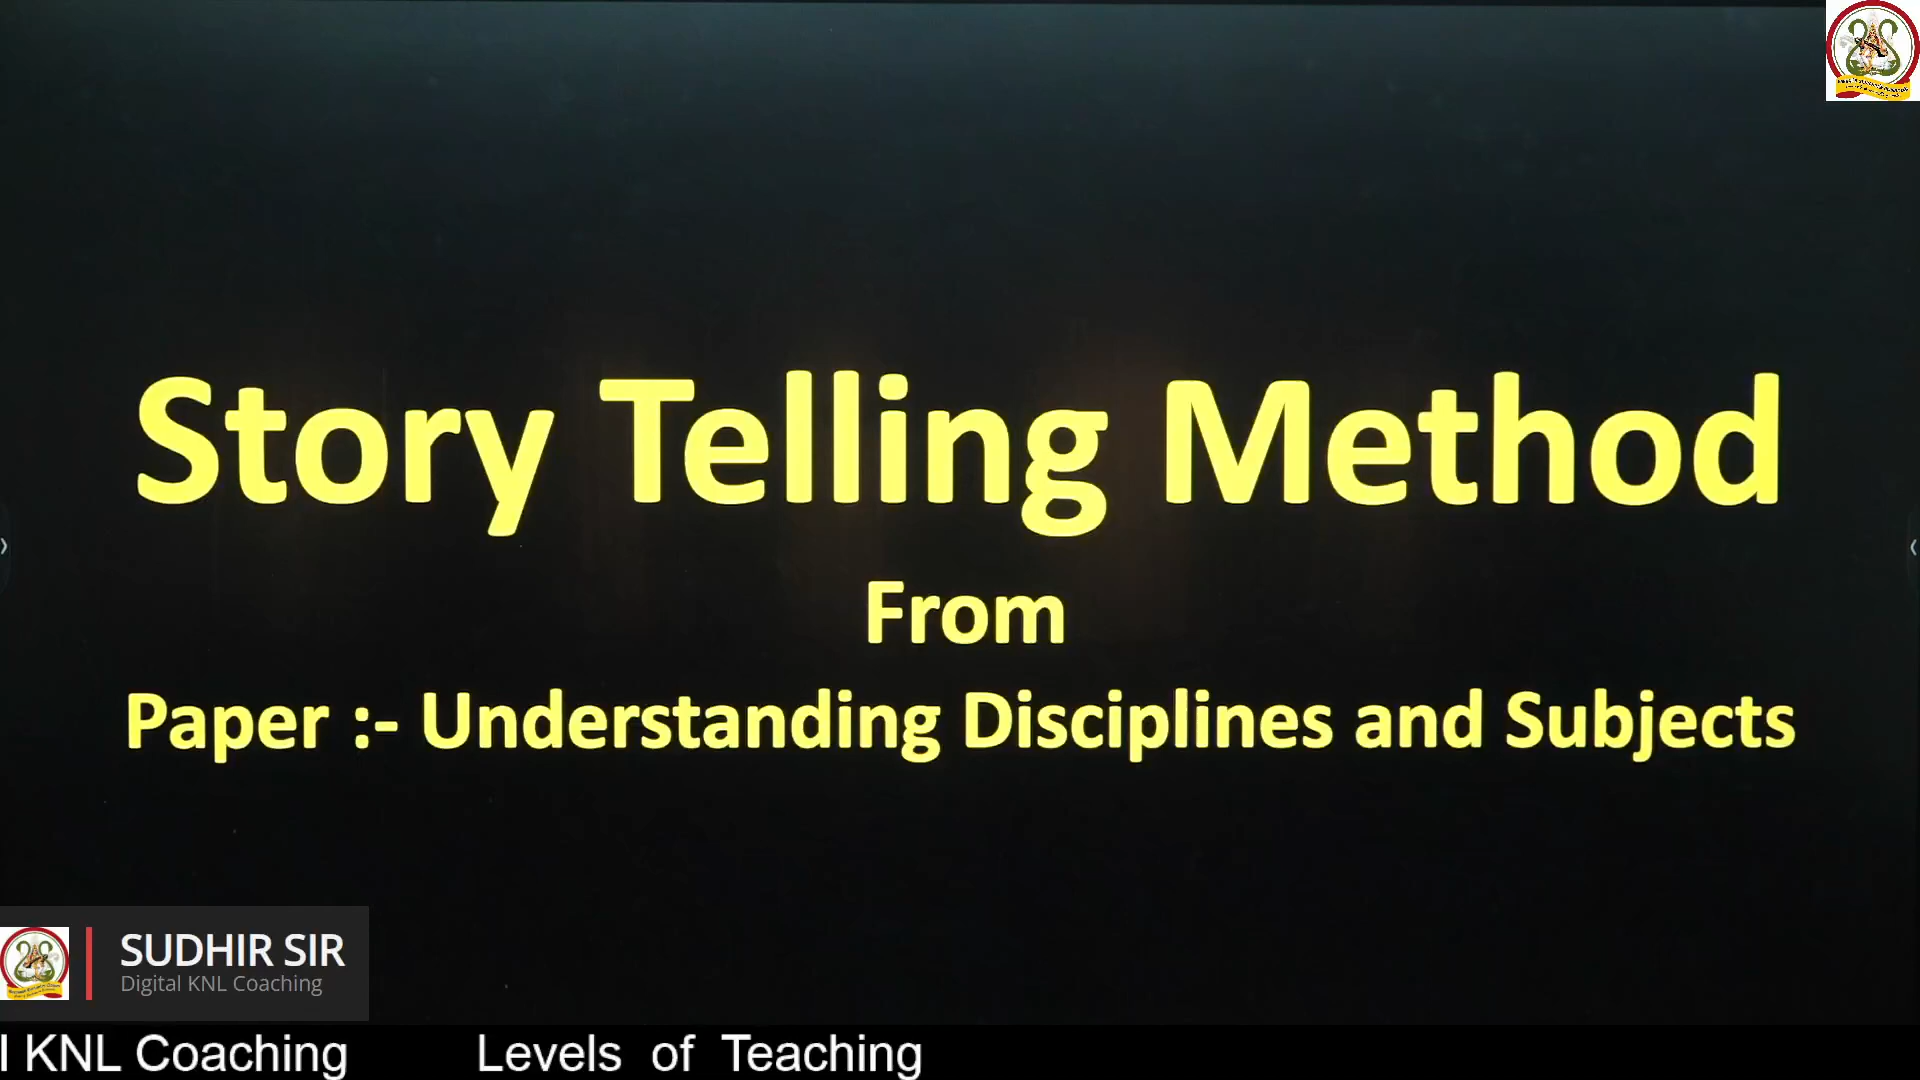 Story Telling Method
From
Paper :- Understanding Disciplines and Subjects
SUDHIR SIR
Digital KNL Coaching
l KNL Coaching Levels of Teaching